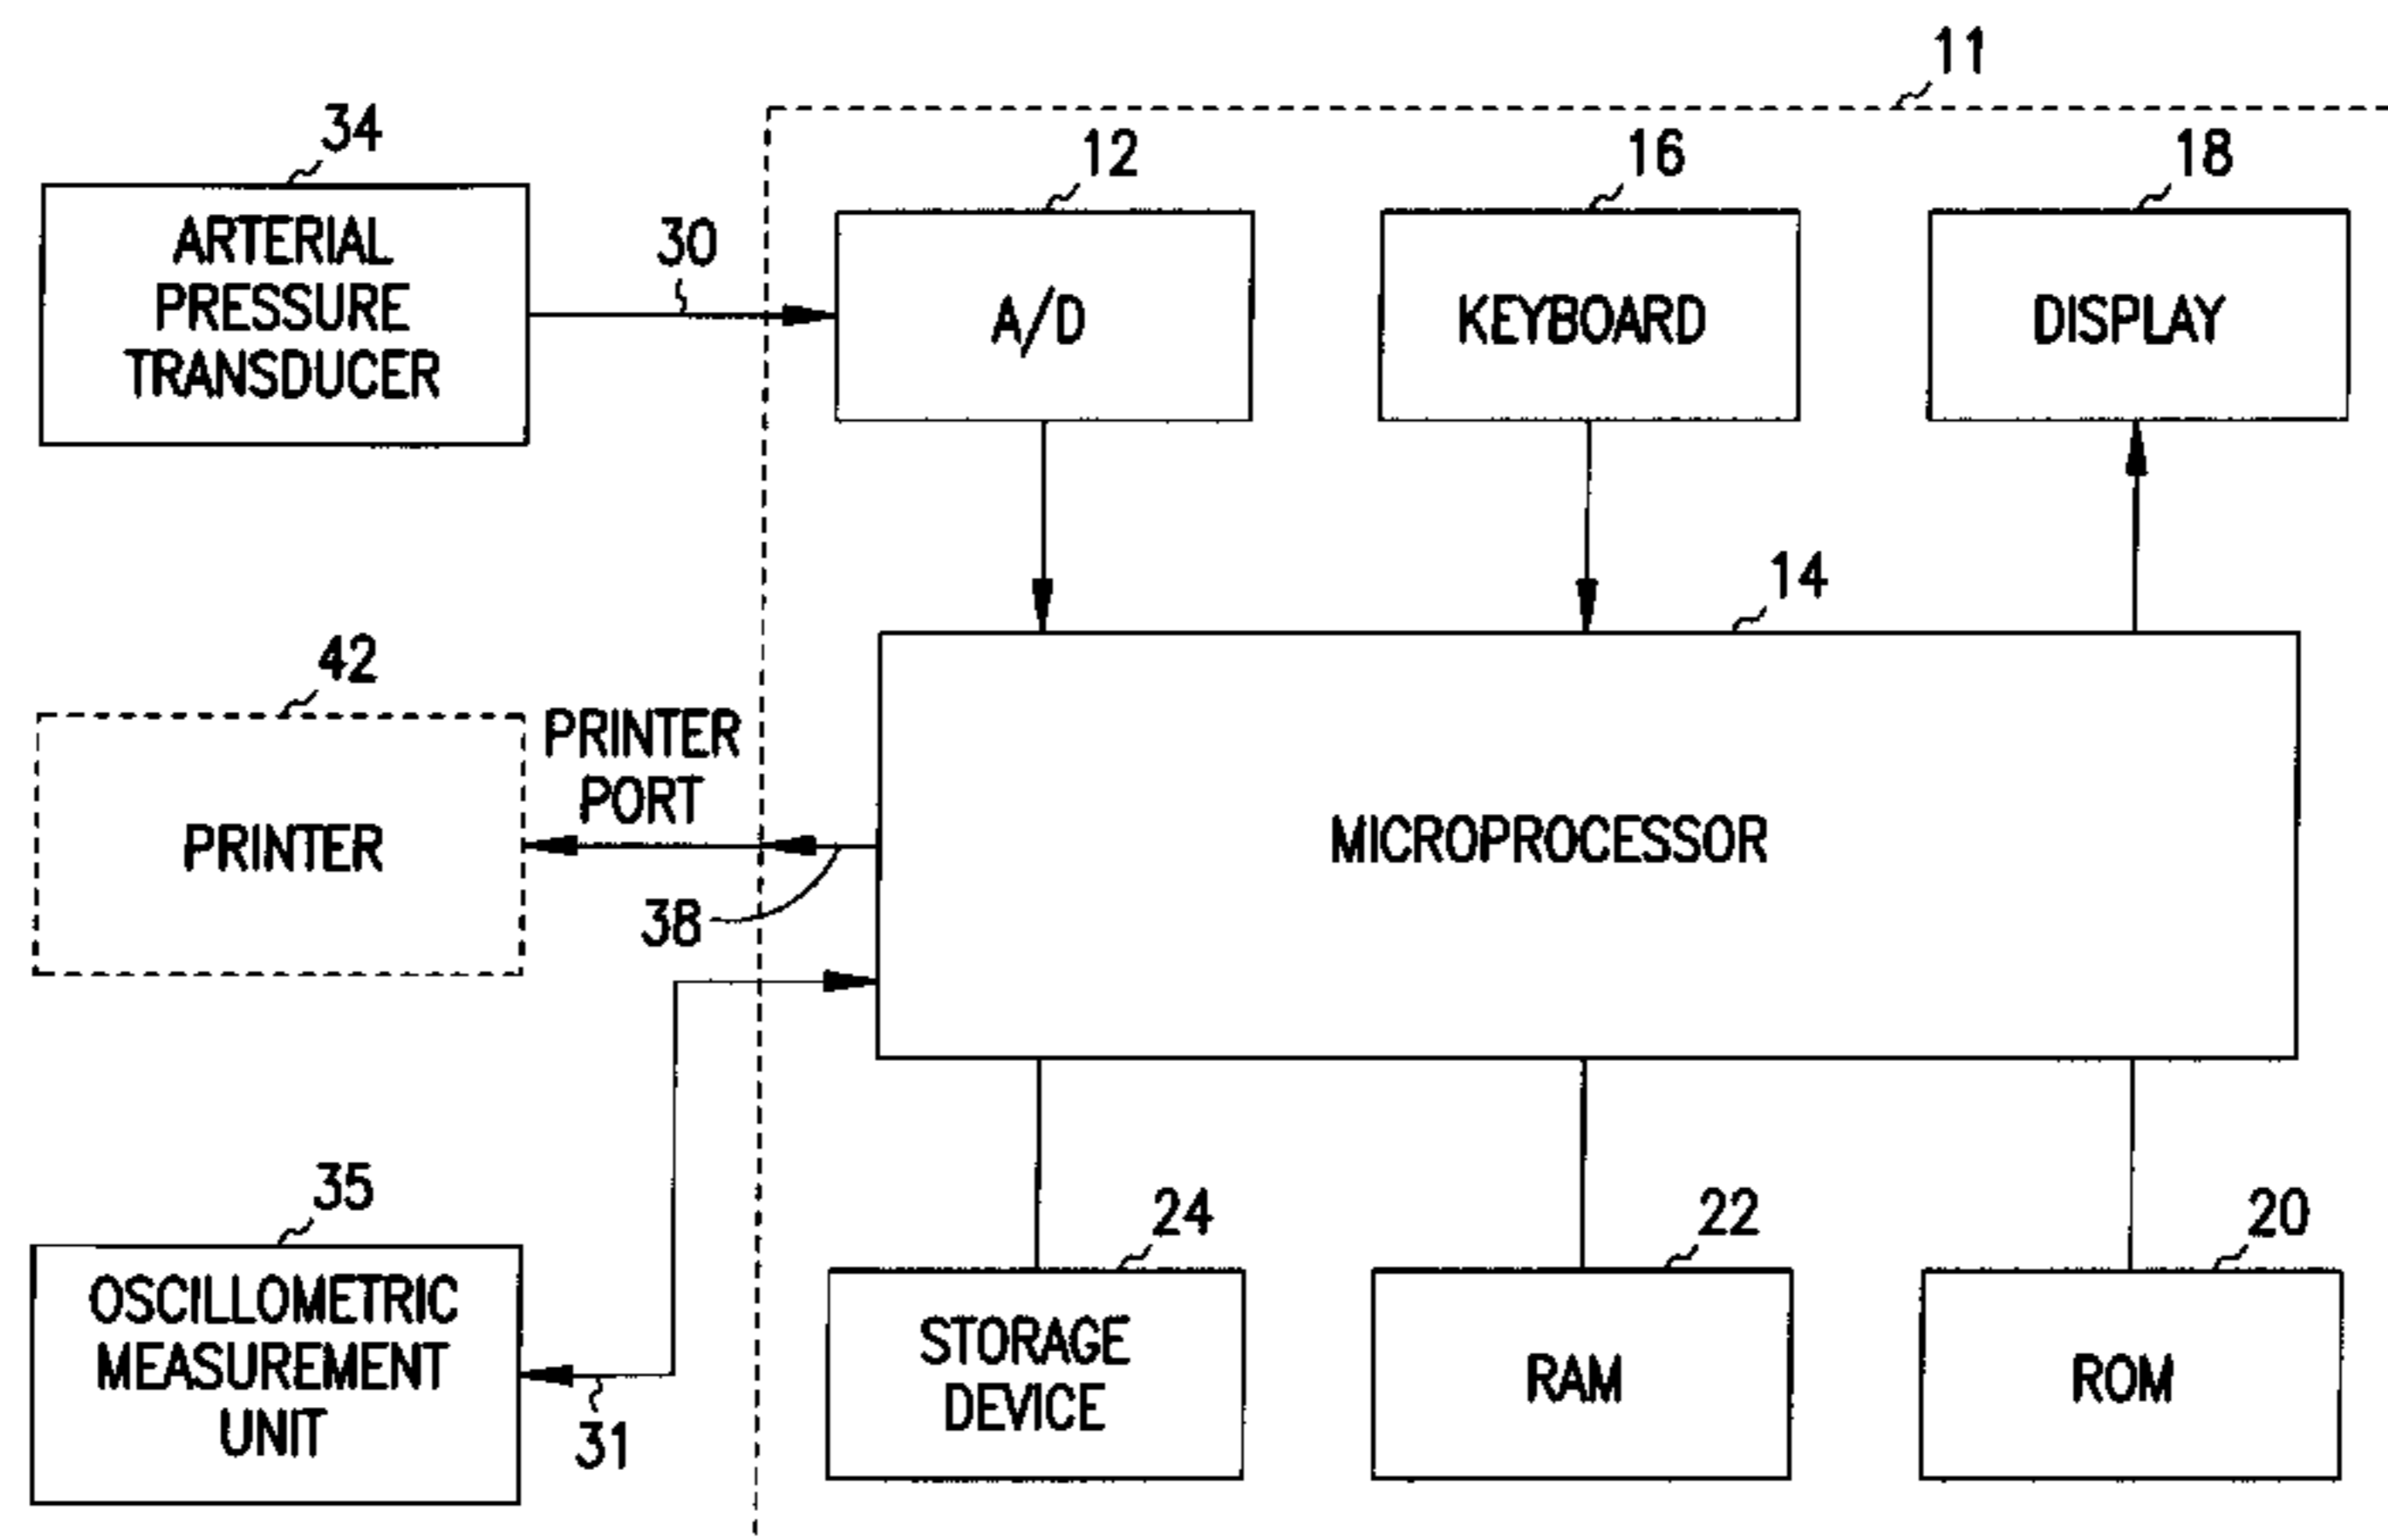 11
34
12
16
18
ARTERIAL
PRESSURE
TRANSDUCER
30
A/D
KEYBOARD
DISPLAY
14
42
PRINTER
PORT
PRINTER
MICROPROCESSOR
38
35
24
22
20
OSCILLOMETRIC
MEASUREMENT
UNIT
31
STORAGE
DEVICE
RAM
ROM